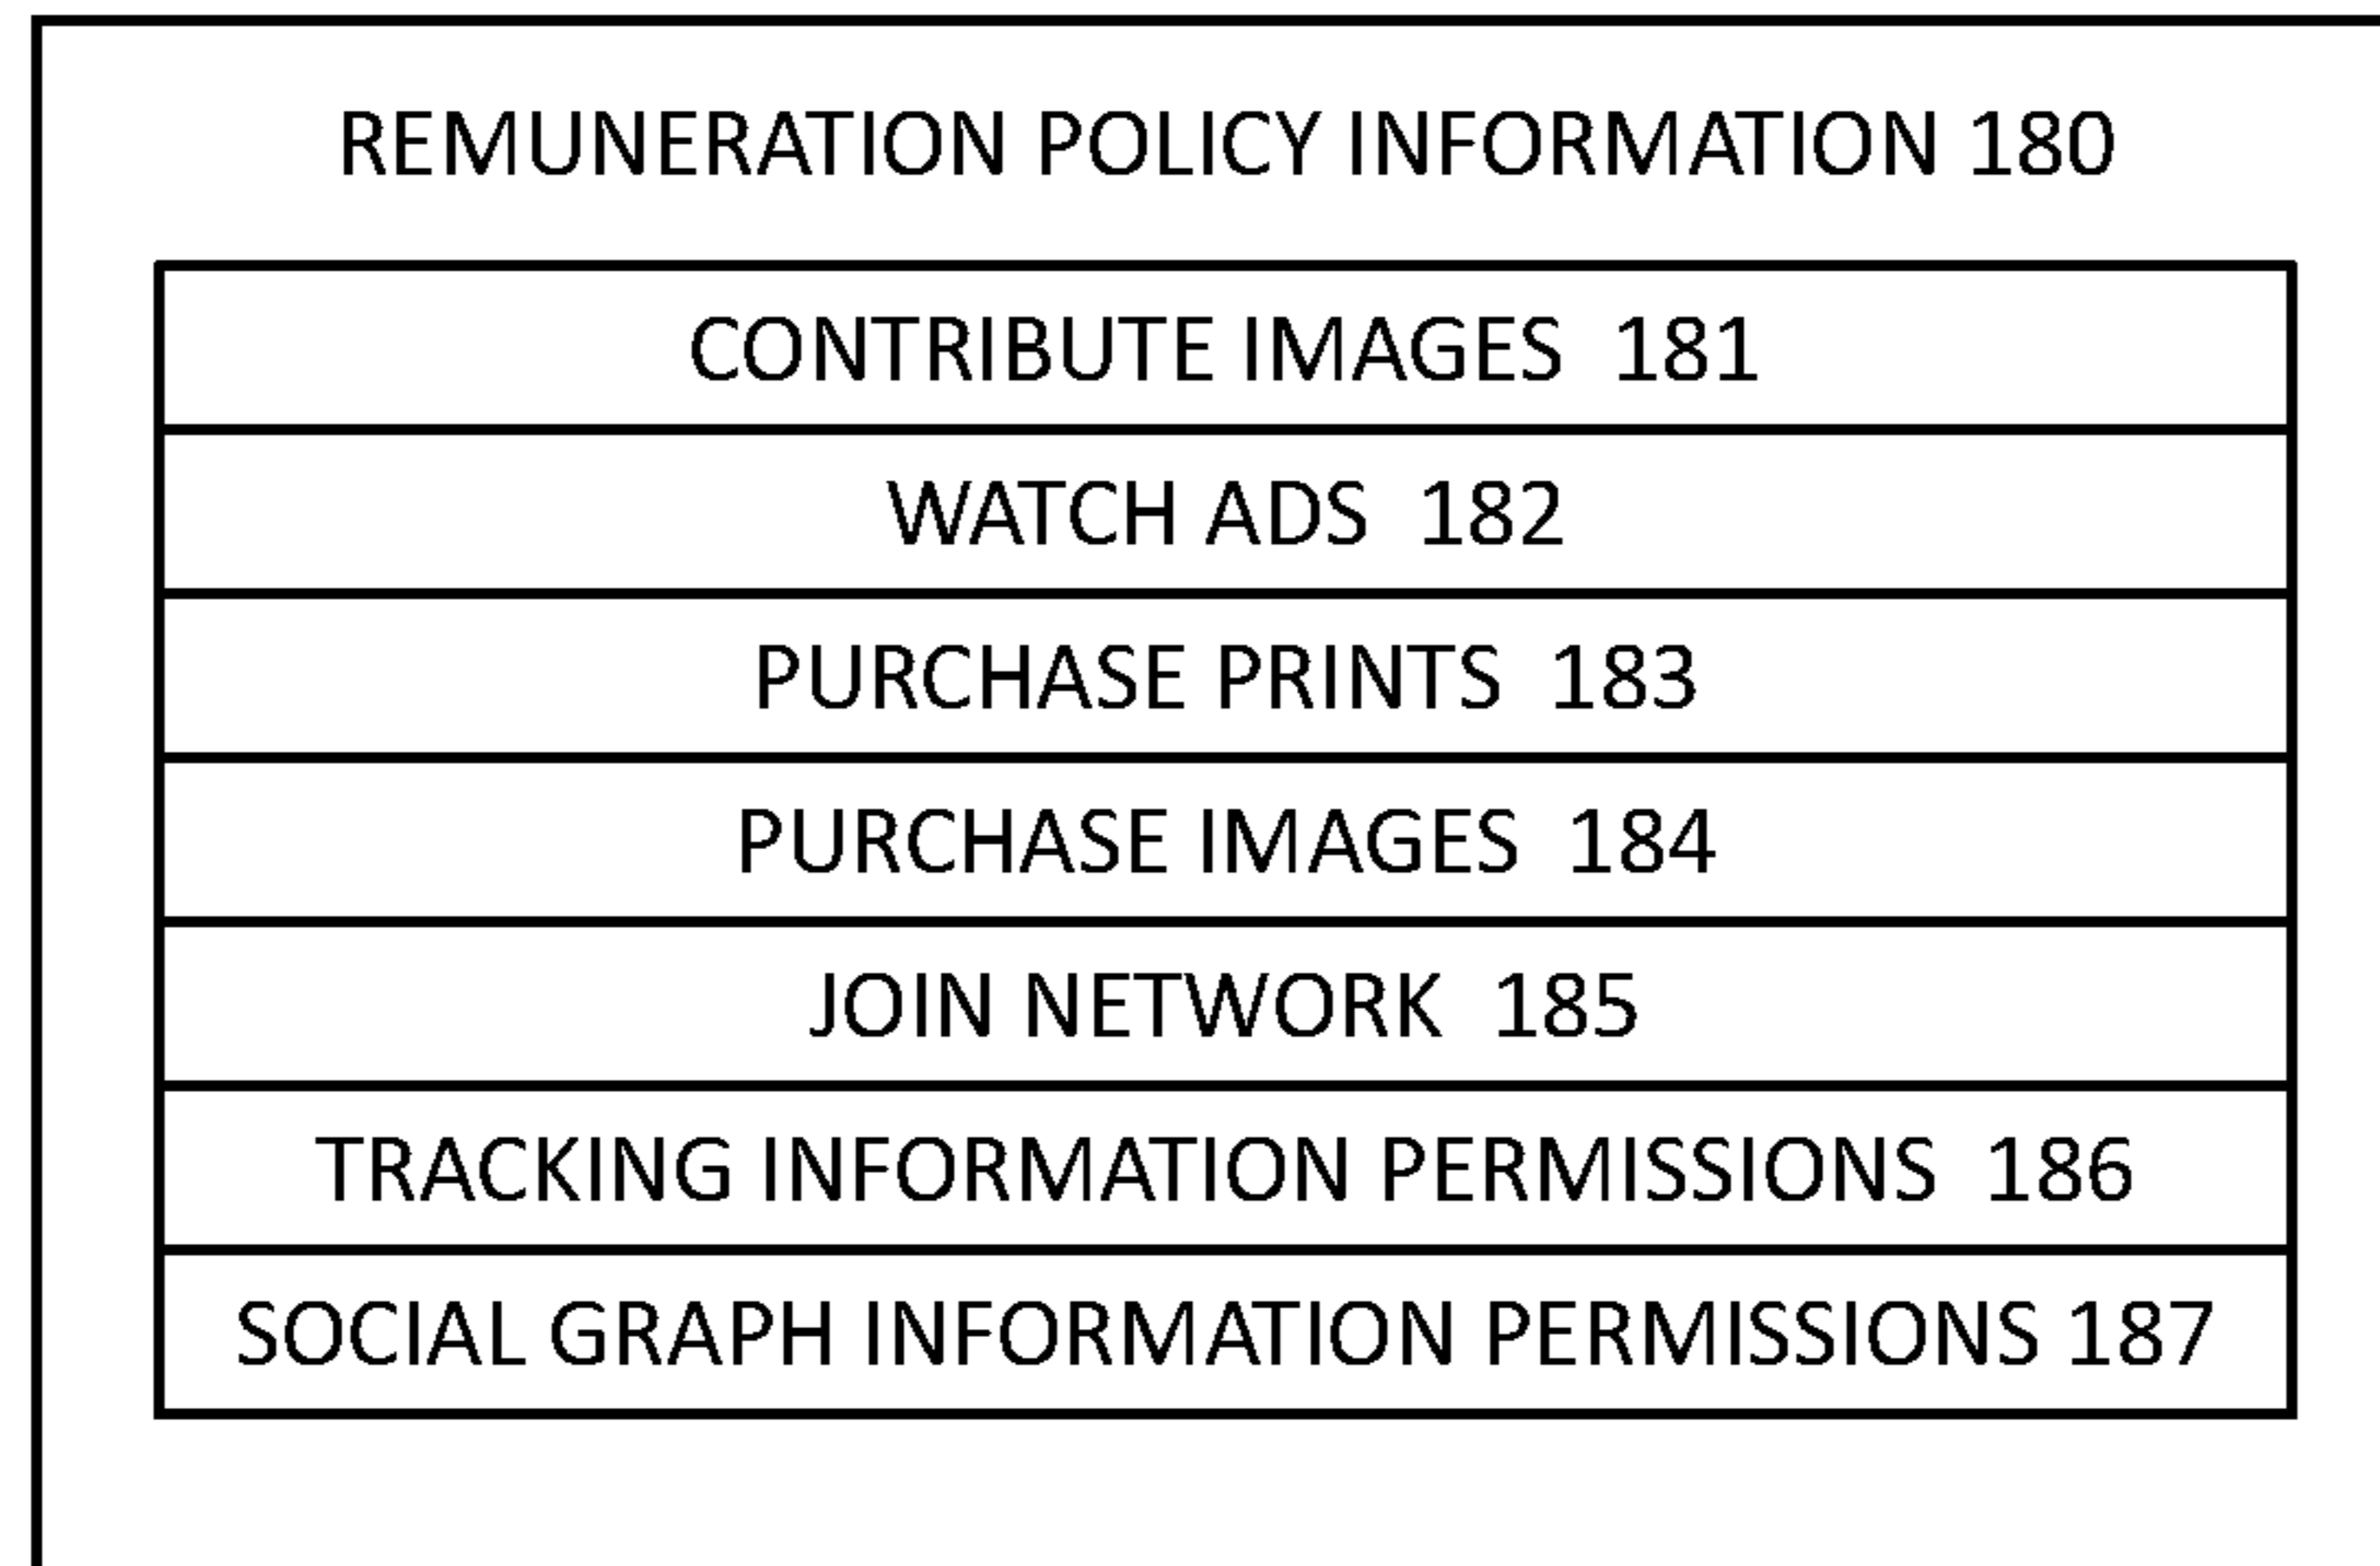 REMUNERATION POLICY INFORMATION 180
CONTRIBUTE IMAGES 181
WATCH ADS 182
PURCHASE PRINTS 183
PURCHASE IMAGES 184
JOIN NETWORK 185
TRACKING INFORMATION PERMISSIONS 186
SOCIAL GRAPH INFORMATION PERMISSIONS 187